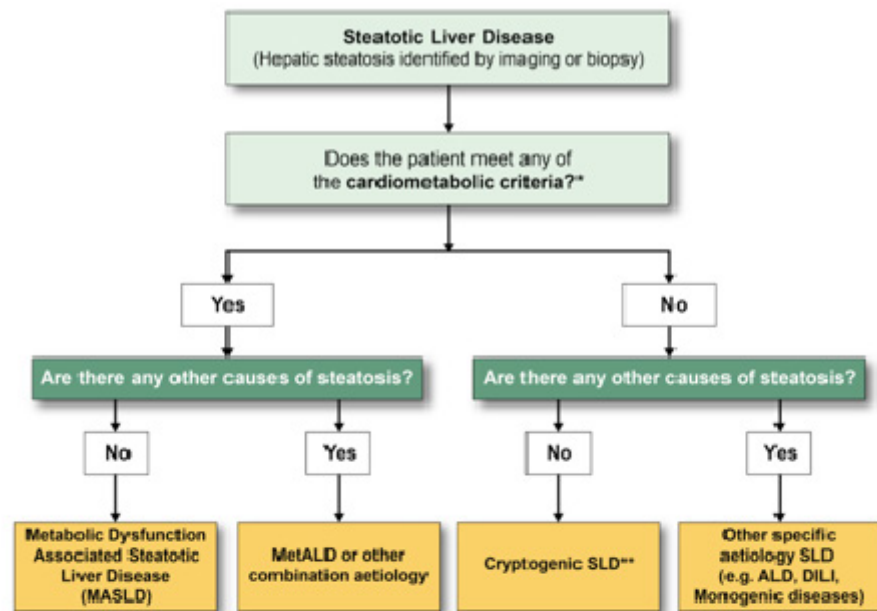 Steatotic Liver Disease
(Hepatic steatosis identified by imaging or biopsy)
Does the patient meet any of
the cardiometabolic criteria?*
Yes
No
Are there any other causes of steatosis?
Are there any other causes of steatosis?
No
Yes
No
Yes
Metabolic Dysfunction
Associated Steatotic
Liver Disease
(MASLD)
MetALD or other
combination aetiology
Cryptogenic SLD**
Other specific
aetiology SLD
(e.g. ALD, DILI,
Monogenic diseases)